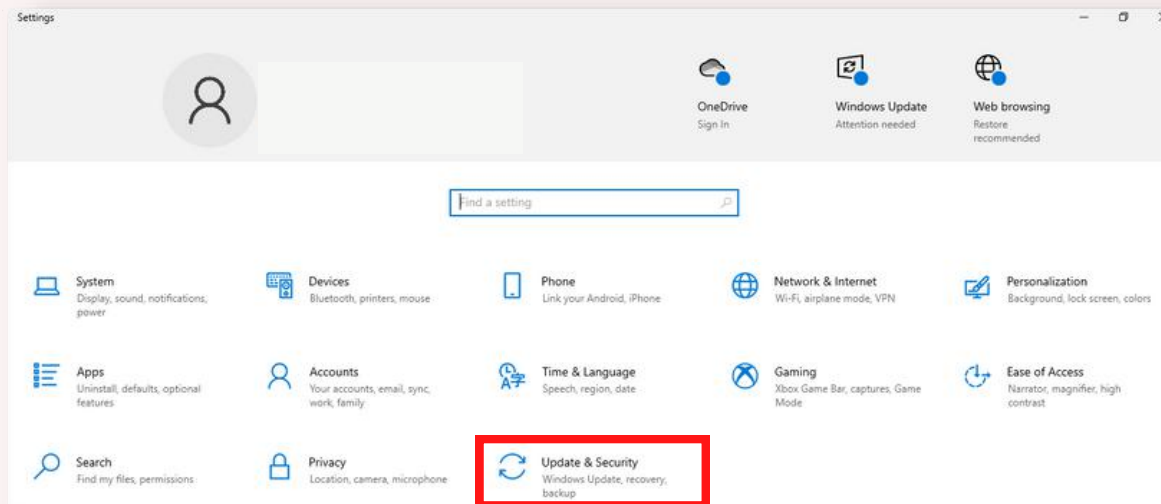 Settings
OneDrive
Sign In
Windows Update
Attention needed
Web browsing
Restore
recommended
Find a setting
System
Display, sound, notifications,
power
Devices
Bluetooth, printers, mouse
Phone
Link your Android, iPhone
Network & Internet
Wi-Fi, airplane mode, VPN
Personalization
Background, lock screen, colors
Apps
Uninstall, defaults, optional
features
Accounts
Your accounts, email, sync,
work, family
Time & Language
Speech, region, date
Gaming
Xbox Game Bar, captures, Game
Mode
Ease of Access
Narrator, magnifier, high
contrast
Search
Find my files, permissions
Privacy
Location, camera, microphone
Update & Security
Windows Update, recovery,
backup